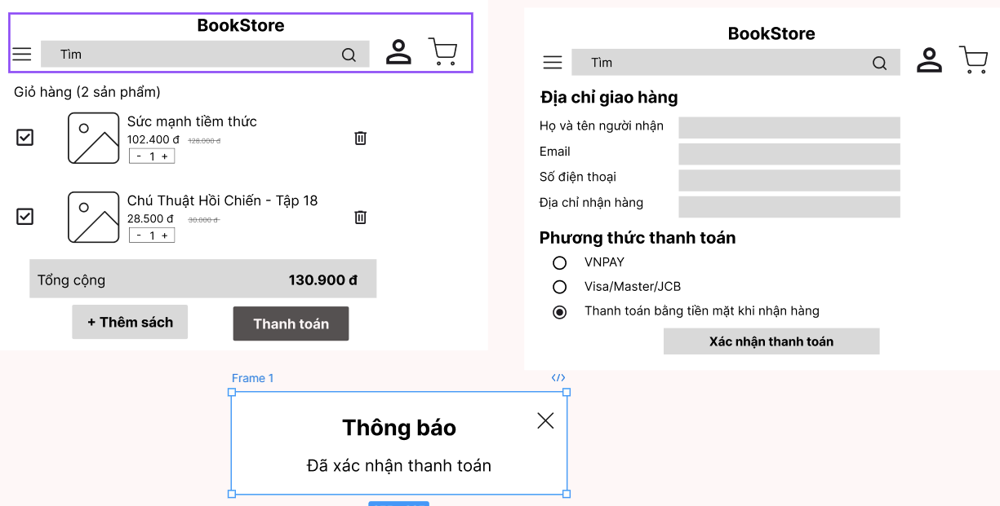 BookStore
Tìm
Giỏ hàng (2 sản phẩm)
Sức mạnh tiềm thức
102.400 đ 128.000 đ
- 1 +
Chú Thuật Hồi Chiến - Tập 18
28.500 đ 30.000 đ
- 1 +
Tổng cộng 130.900 đ
+ Thêm sách Thanh toán
BookStore
Tìm
Địa chỉ giao hàng
Họ và tên người nhận
Email
Số điện thoại
Địa chỉ nhận hàng
Phương thức thanh toán
VNPAY
Visa/Master/JCB
Thanh toán bằng tiền mặt khi nhận hàng
Xác nhận thanh toán
Frame 1 </>
Thông báo
Đã xác nhận thanh toán